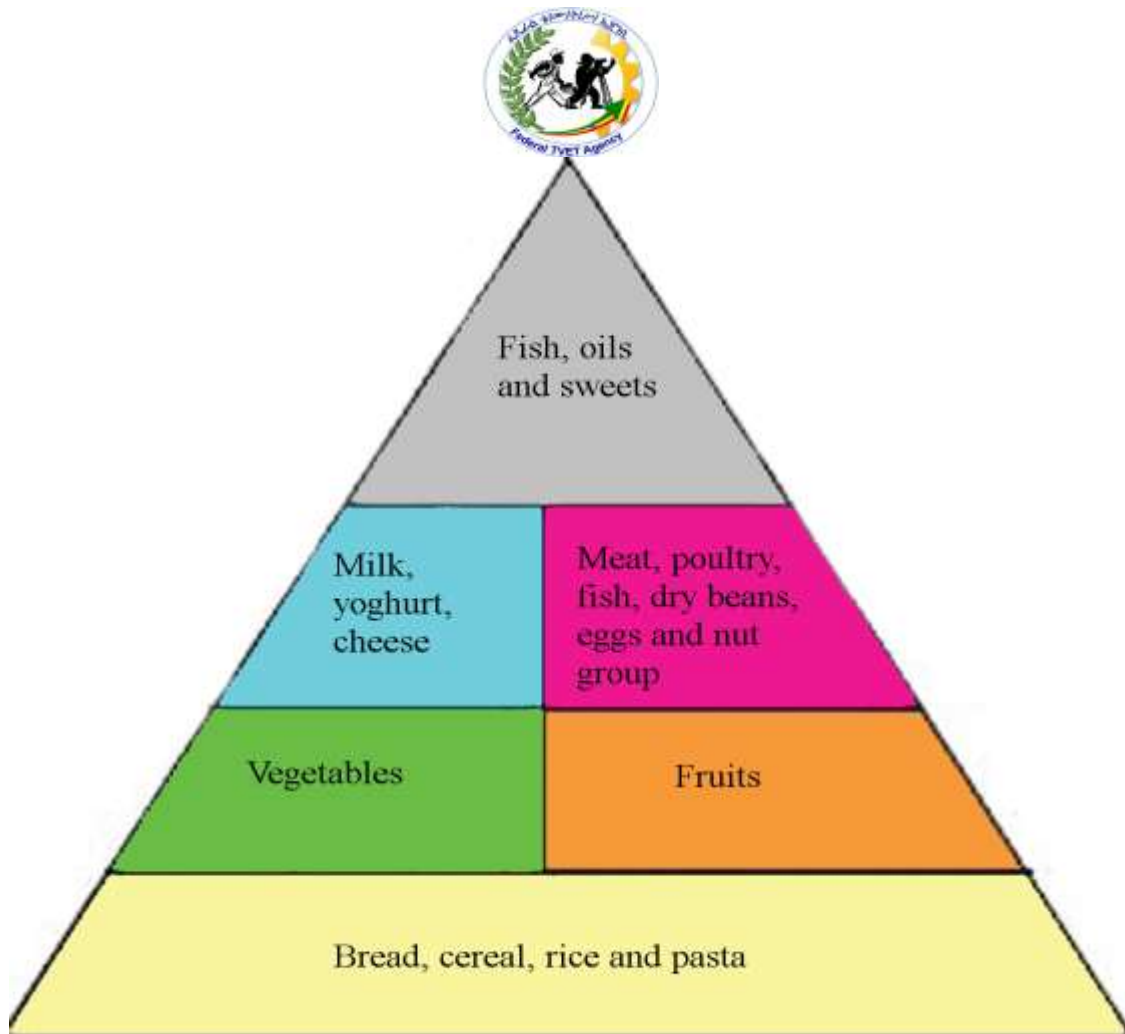 Federal TVET Agency
Fish, oils
and sweets
Milk,
yoghurt,
cheese
Meat, poultry,
fish, dry beans,
eggs and nut
group
Vegetables
Fruits
Bread, cereal, rice and pasta